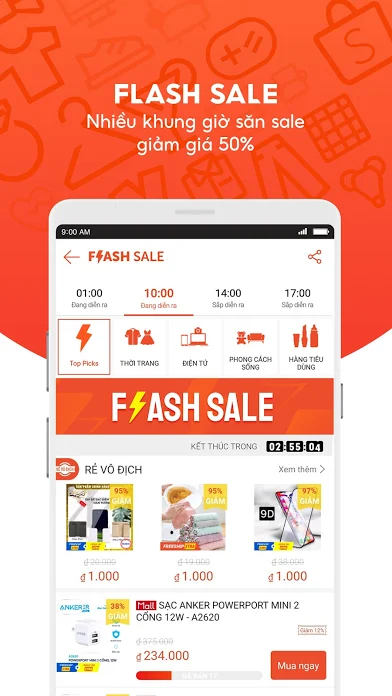 FLASH SALE
Nhiều khung giờ săn sale
giảm giá 50%
9:00 AM
FLASH SALE
01:00 10:00 14:00 17:00
Đang diễn ra Đang diễn ra Sắp diễn ra Sắp diễn ra
Top Picks THỜI TRANG ĐIỆN TỬ PHONG CÁCH SỐNG HÀNG TIÊU DÙNG
FLASH SALE
KẾT THÚC TRONG 02:55:04
RẺ VÔ ĐỊCH Xem thêm >
95% GIẢM 95% GIẢM 97% GIẢM
9D
FREESHIP
₫20.000 ₫19.000 ₫38.000
₫1.000 ₫1.000 ₫1.000
38% GIẢM
ANKER
Mall SẠC ANKER POWERPORT MINI 2
CỔNG 12W - A2620
Giảm 12%
₫375.000
₫234.000
ĐÃ BÁN 17
Mua ngay